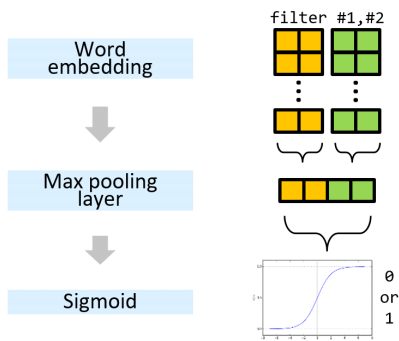 filter #1,#2
Word
embedding
Max pooling
layer
Sigmoid
0
or
1